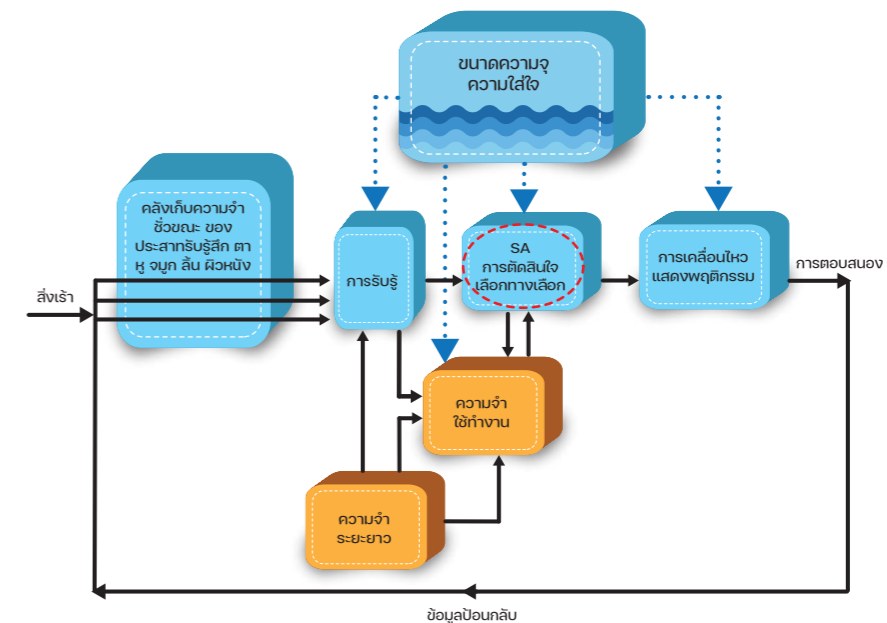 ขนาดความจุ
ความใส่ใจ
คลังเก็บความจำ
ชั่วขณะ ของ
ประสาทรับรู้สึก ตา
หู จมูก ลิ้น ผิวหนัง
การรับรู้
SA
การตัดสินใจ
เลือกทางเลือก
การเคลื่อนไหว
แสดงพฤติกรรม
การตอบสนอง
สิ่งเร้า
ความจำ
ใช้ทำงาน
ความจำ
ระยะยาว
ข้อมูลป้อนกลับ